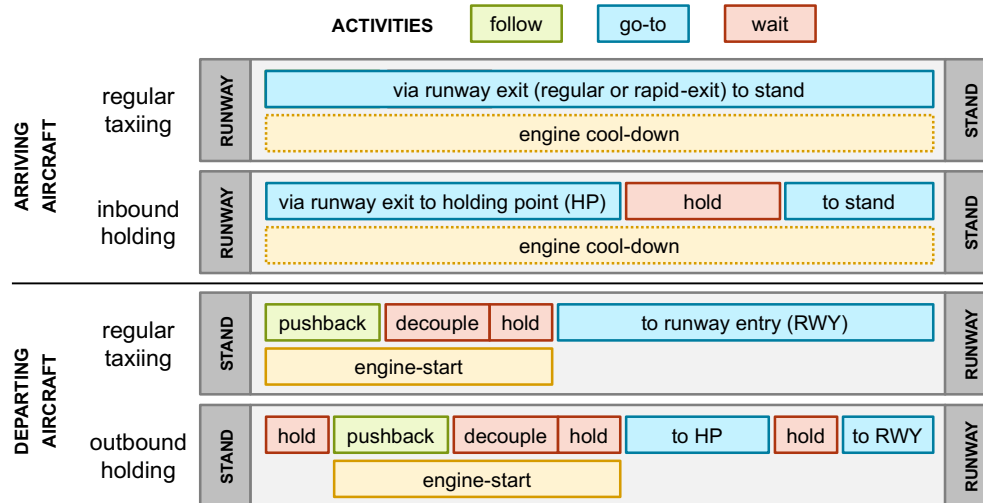 ACTIVITIES follow go-to wait
ARRIVING
AIRCRAFT
regular
taxiing
RUNWAY
via runway exit (regular or rapid-exit) to stand
engine cool-down
STAND
inbound
holding
RUNWAY
via runway exit to holding point (HP) hold to stand
engine cool-down
STAND
DEPARTING
AIRCRAFT
regular
taxiing
STAND
pushback decouple hold to runway entry (RWY)
engine-start
RUNWAY
outbound
holding
STAND
hold pushback decouple hold to HP hold to RWY
engine-start
RUNWAY